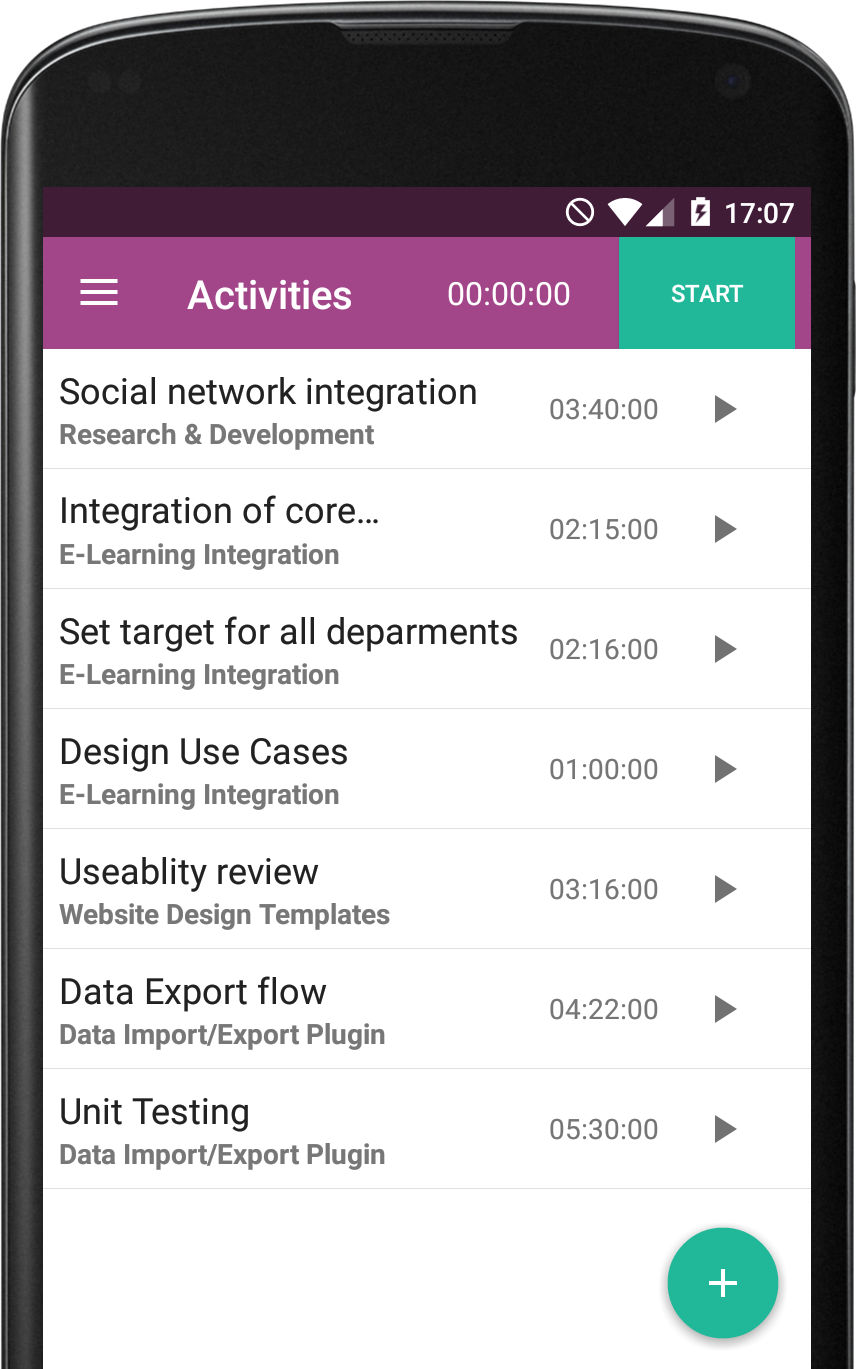 17:07
Activities 00:00:00 START
Social network integration
03:40:00
Research & Development
Integration of core…
02:15:00
E-Learning Integration
Set target for all deparments
02:16:00
E-Learning Integration
Design Use Cases
01:00:00
E-Learning Integration
Useablity review
03:16:00
Website Design Templates
Data Export flow
04:22:00
Data Import/Export Plugin
Unit Testing
05:30:00
Data Import/Export Plugin